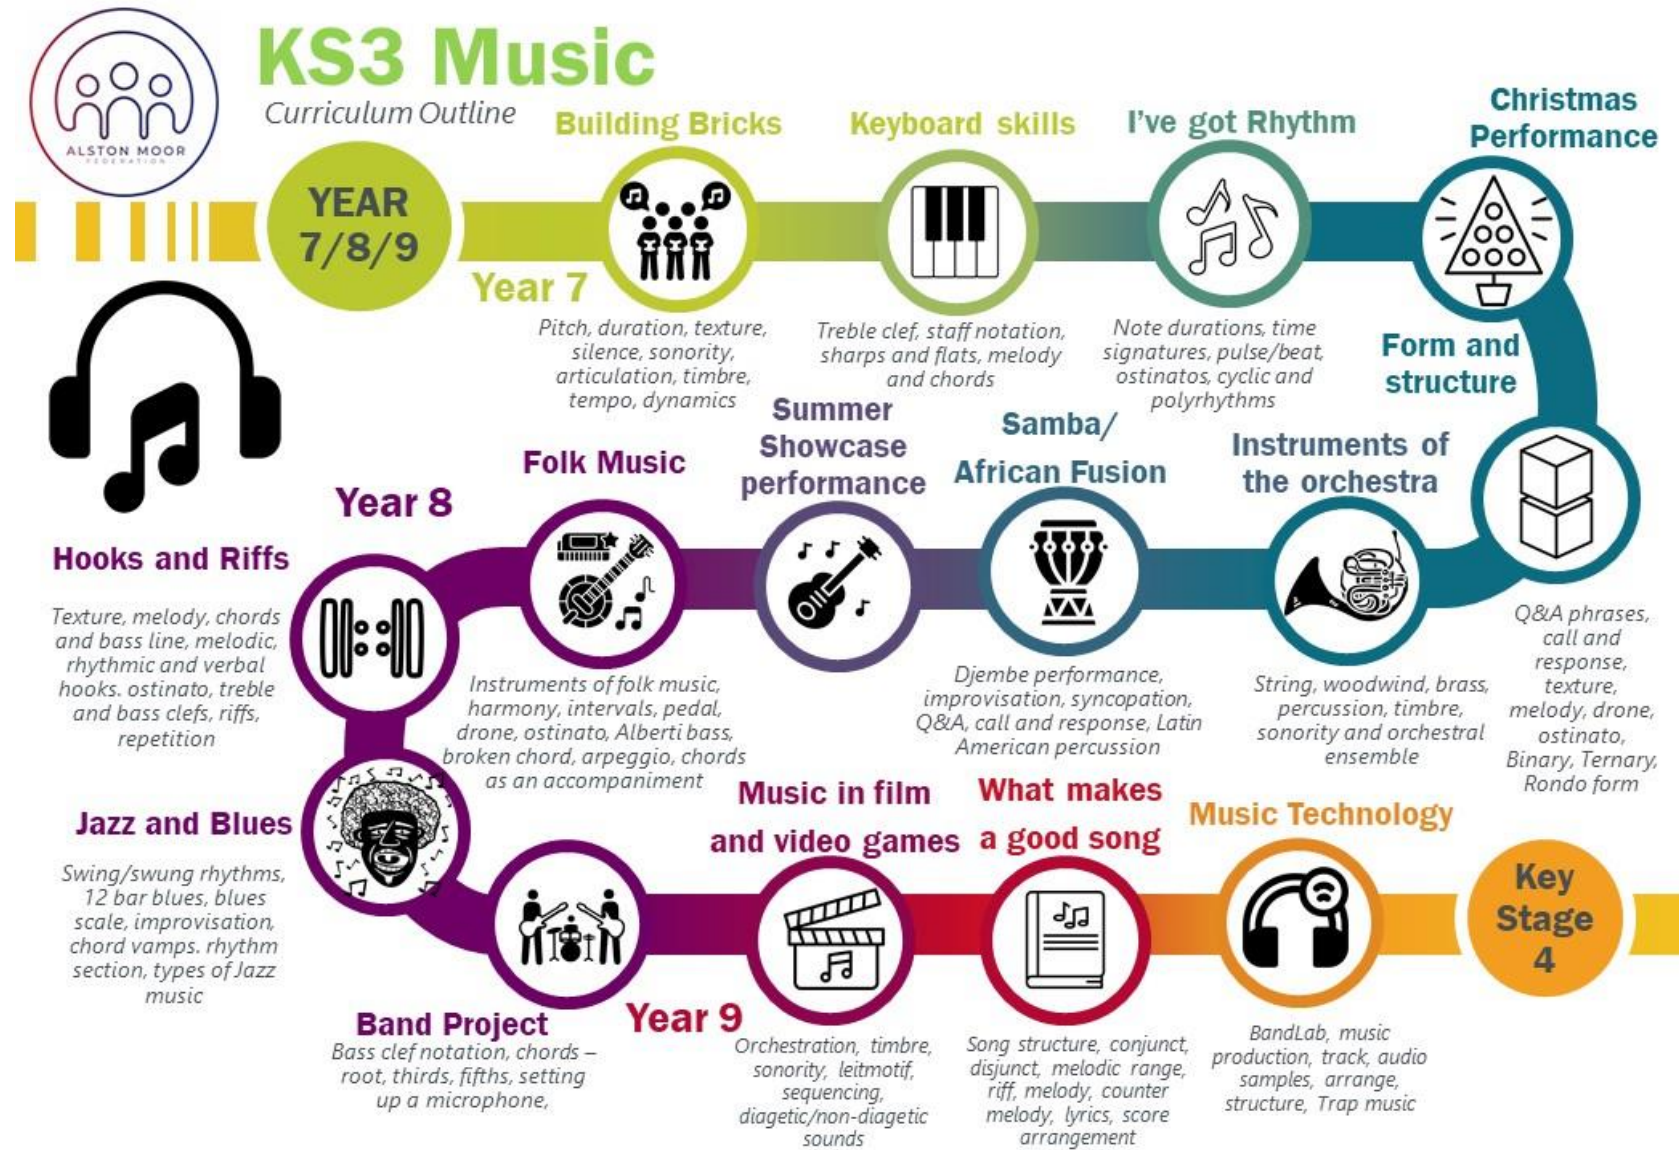 ALSTON MOOR
FEDERATION
KS3 Music
Curriculum Outline
YEAR
7/8/9
Year 7
Building Bricks
Pitch, duration, texture,
silence, sonority,
articulation, timbre,
tempo, dynamics
Keyboard skills
Treble clef, staff notation,
sharps and flats, melody
and chords
I've got Rhythm
Note durations, time
signatures, pulse/beat,
ostinatos, cyclic and
polyrhythms
Christmas
Performance
Form and
structure
Q&A phrases,
call and
response,
texture,
melody, drone,
ostinato,
Binary, Ternary,
Rondo form
Instruments of
the orchestra
String, woodwind, brass,
percussion, timbre,
sonority and orchestral
ensemble
Samba/
African Fusion
Djembe performance,
improvisation, syncopation,
Q&A, call and response, Latin
American percussion
Summer
Showcase
performance
Folk Music
Instruments of folk music,
harmony, intervals, pedal,
drone, ostinato, Alberti bass,
broken chord, arpeggio, chords
as an accompaniment
Year 8
Hooks and Riffs
Texture, melody, chords
and bass line, melodic,
rhythmic and verbal
hooks. ostinato, treble
and bass clefs, riffs,
repetition
Jazz and Blues
Swing/swung rhythms,
12 bar blues, blues
scale, improvisation,
chord vamps. rhythm
section, types of Jazz
music
Band Project
Bass clef notation, chords –
root, thirds, fifths, setting
up a microphone,
Year 9
Music in film
and video games
Orchestration, timbre,
sonority, leitmotif,
sequencing,
diagetic/non-diagetic
sounds
What makes
a good song
Song structure, conjunct,
disjunct, melodic range,
riff, melody, counter
melody, lyrics, score
arrangement
Music Technology
BandLab, music
production, track, audio
samples, arrange,
structure, Trap music
Key
Stage
4